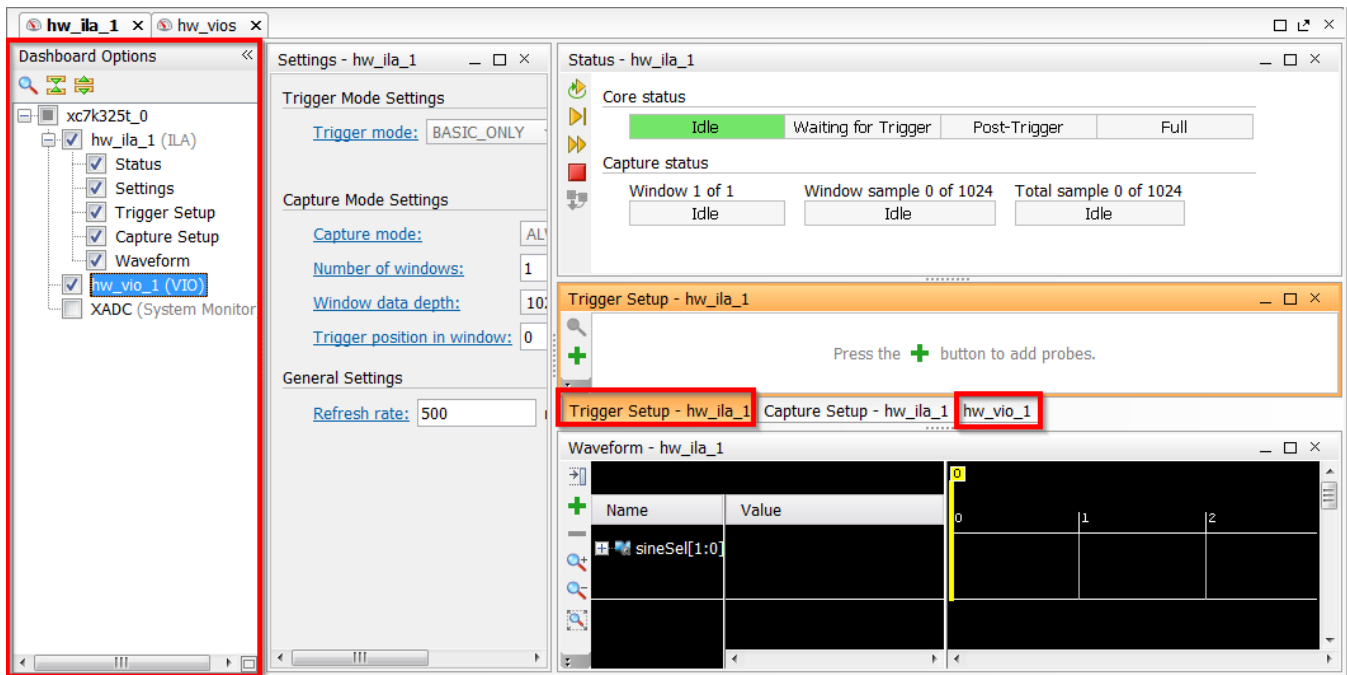 hw_ila_1 hw_vios
Dashboard Options
xc7k325t_0
hw_ila_1 (ILA)
Status
Settings
Trigger Setup
Capture Setup
Waveform
hw_vio_1 (VIO)
XADC (System Monitor
Settings - hw_ila_1
Trigger Mode Settings
Trigger mode: BASIC_ONLY
Capture Mode Settings
Capture mode: AL
Number of windows: 1
Window data depth: 102
Trigger position in window: 0
General Settings
Refresh rate: 500
Status - hw_ila_1
Core status
Idle Waiting for Trigger Post-Trigger Full
Capture status
Window 1 of 1 Window sample 0 of 1024 Total sample 0 of 1024
Idle Idle Idle
Trigger Setup - hw_ila_1
Press the + button to add probes.
Trigger Setup - hw_ila_1 Capture Setup - hw_ila_1 hw_vio_1
Waveform - hw_ila_1
0
Name Value
0 1 2
sineSel[1:0]